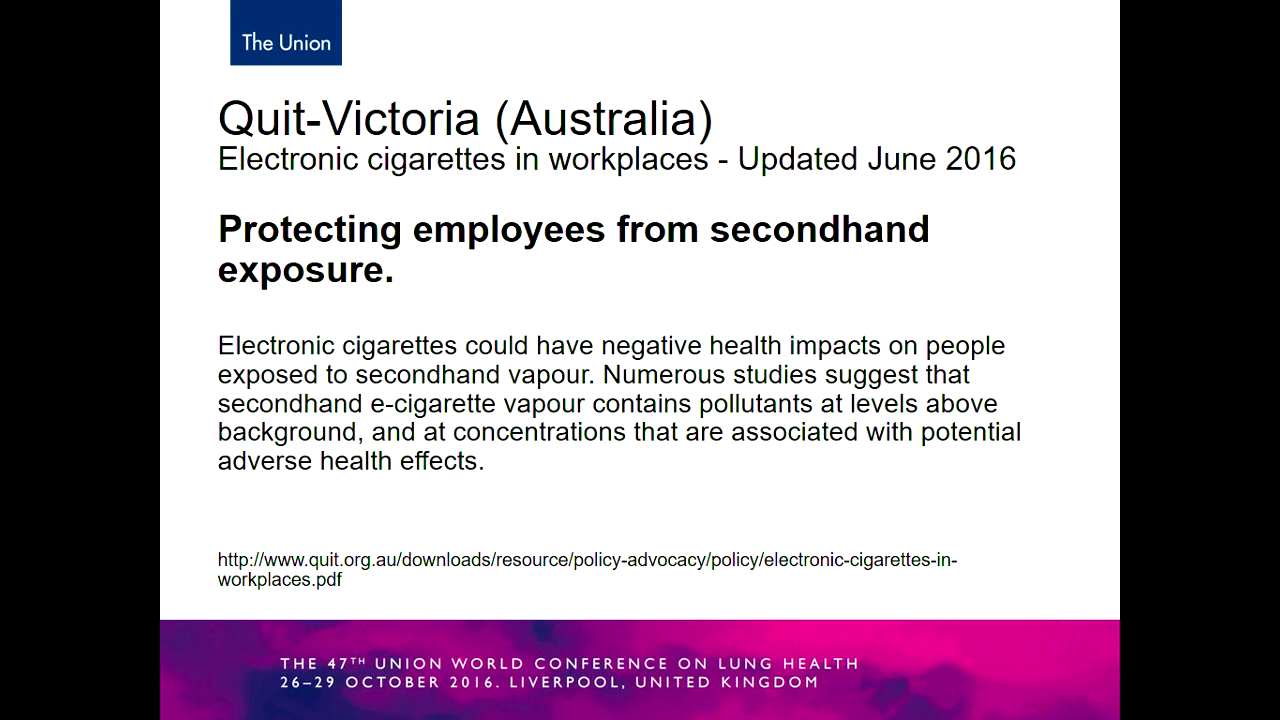 The Union
Quit-Victoria (Australia)
Electronic cigarettes in workplaces - Updated June 2016
Protecting employees from secondhand
exposure.
Electronic cigarettes could have negative health impacts on people
exposed to secondhand vapour. Numerous studies suggest that
secondhand e-cigarette vapour contains pollutants at levels above
background, and at concentrations that are associated with potential
adverse health effects.
http://www.quit.org.au/downloads/resource/policy-advocacy/policy/electronic-cigarettes-in-
workplaces.pdf
THE 47TH UNION WORLD CONFERENCE ON LUNG HEALTH
26–29 OCTOBER 2016. LIVERPOOL, UNITED KINGDOM